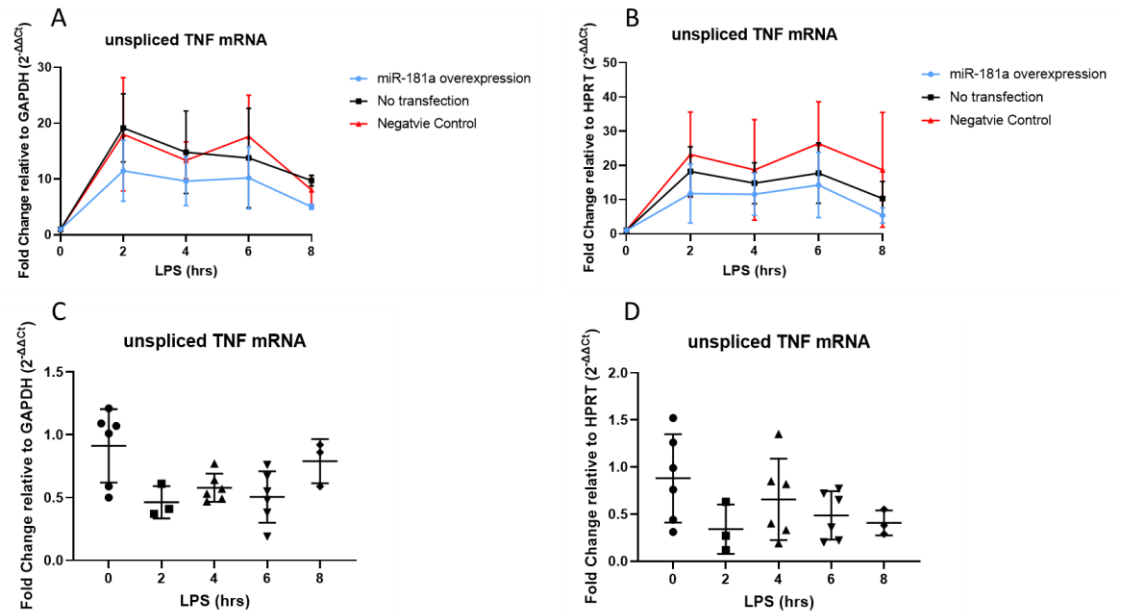 A
unspliced TNF mRNA
Fold Change relative to GAPDH (2-ΔΔCt)
30
20
10
0
0 2 4 6 8
LPS (hrs)
miR-181a overexpression
No transfection
Negatvie Control
B
unspliced TNF mRNA
Fold Change relative to HPRT (2-ΔΔCt)
50
40
30
20
10
0
0 2 4 6 8
LPS (hrs)
miR-181a overexpression
No transfection
Negatvie Control
C
unspliced TNF mRNA
Fold Change relative to GAPDH (2-ΔΔCt)
1.5
1.0
0.5
0.0
0 2 4 6 8
LPS (hrs)
D
unspliced TNF mRNA
Fold Change relative to HPRT (2-ΔΔCt)
2.0
1.5
1.0
0.5
0.0
0 2 4 6 8
LPS (hrs)